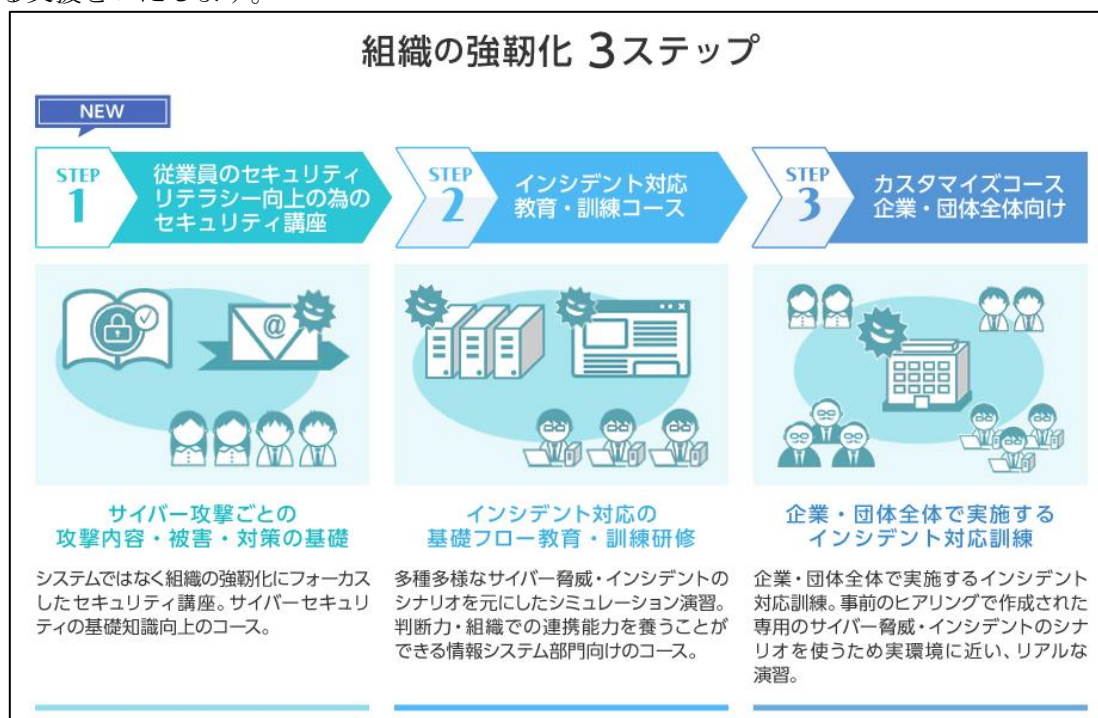 る支援をいたします。
組織の強靭化 3ステップ
NEW
STEP
1
従業員のセキュリティ
リテラシー向上の為の
セキュリティ講座
STEP
2
インシデント対応
教育・訓練コース
STEP
3
カスタマイズコース
企業・団体全体向け
@
サイバー攻撃ごとの
攻撃内容・被害・対策の基礎
システムではなく組織の強靭化にフォーカス
したセキュリティ講座。サイバーセキュリ
ティの基礎知識向上のコース。
インシデント対応の
基礎フロー教育・訓練研修
多種多様なサイバー脅威・インシデントの
シナリオを元にしたシミュレーション演習。
判断力・組織での連携能力を養うことが
できる情報システム部門向けのコース。
企業・団体全体で実施する
インシデント対応訓練
企業・団体全体で実施するインシデント
対応訓練。事前のヒアリングで作成された
専用のサイバー脅威・インシデントのシナ
リオを使うため実環境に近い、リアルな
演習。